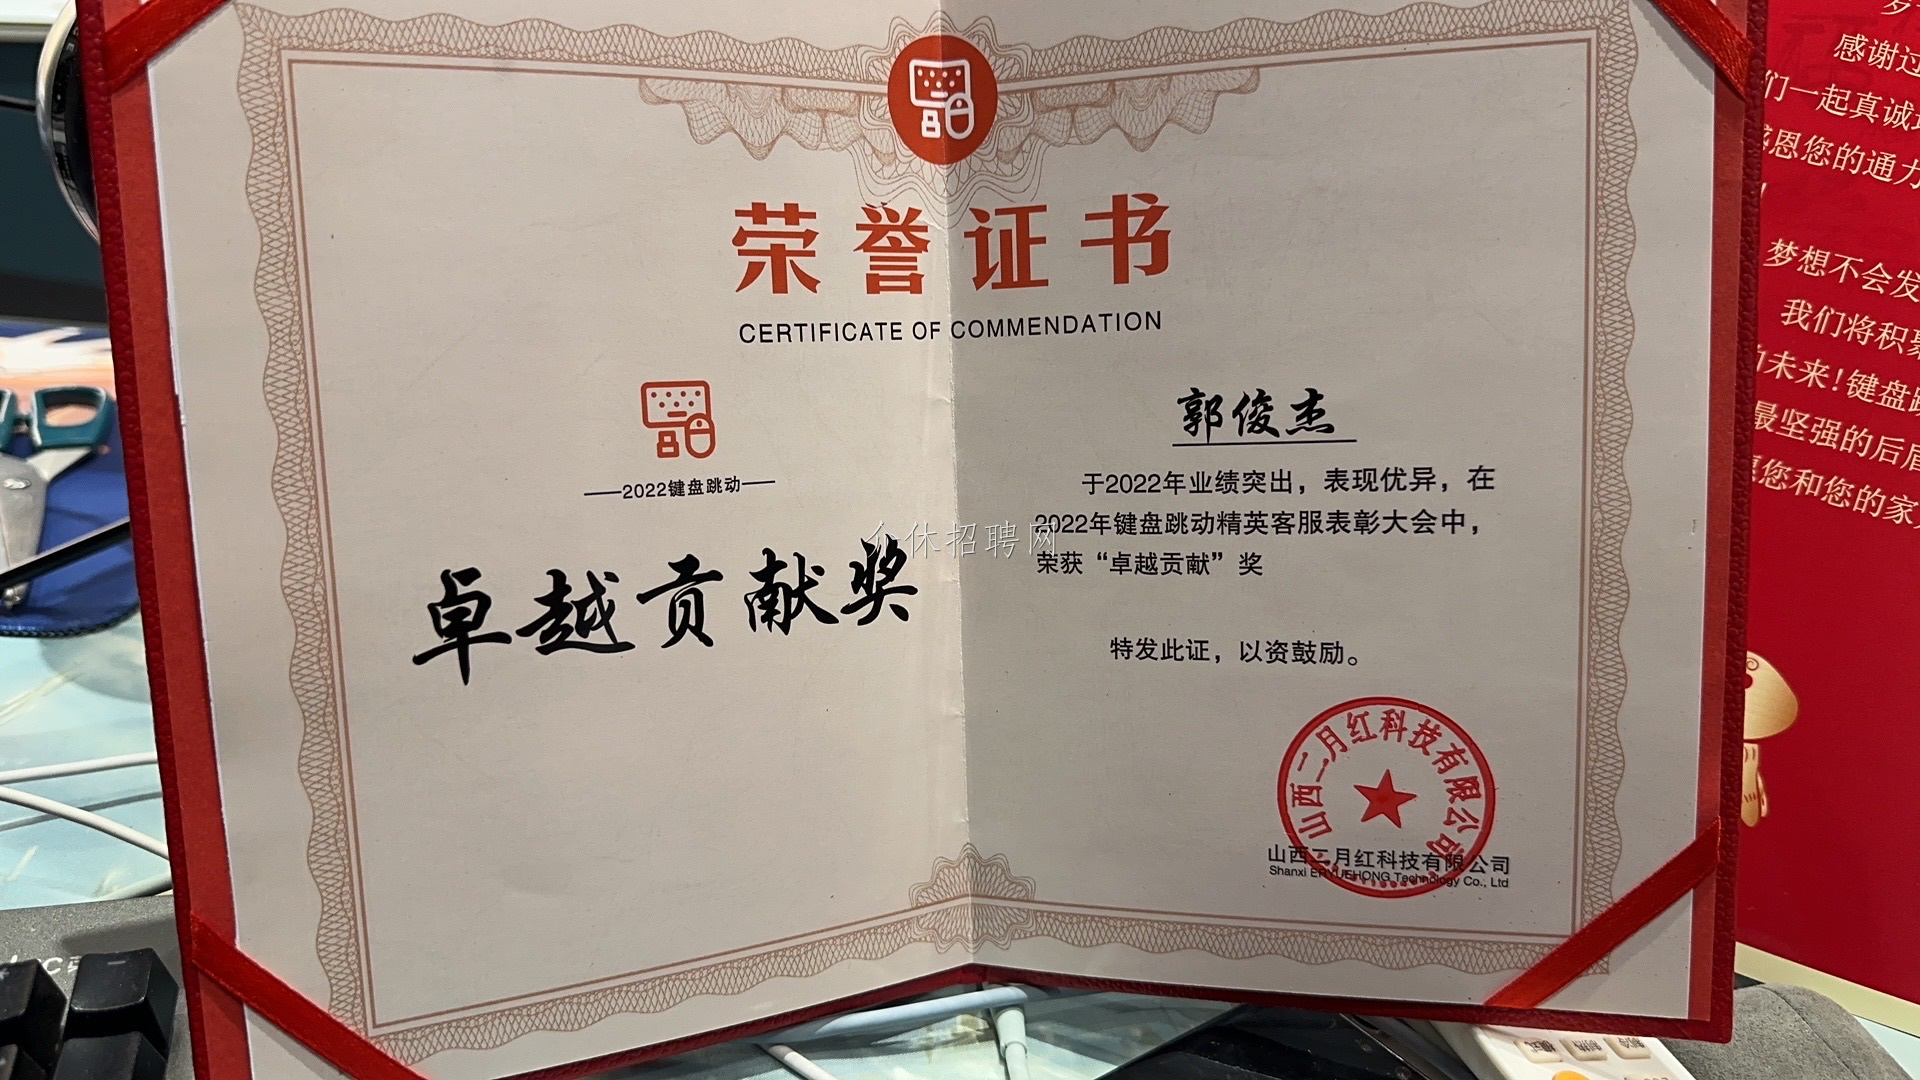 荣誉证书
CERTIFICATE OF COMMENDATION
2022键盘跳动
卓越贡献奖
郭俊杰
于2022年业绩突出，表现优异，在
2022年键盘跳动精英客服表彰大会中，
荣获“卓越贡献”奖
特发此证，以资鼓励。
山西二月红科技有限公司
山西二月红科技有限公司
Shanxi ERYUEHONG Technology Co., Ltd
介休招聘网
感谢过
们一起真诚
感恩您的通力
梦想不会发
我们将积聚
未来！键盘跳
最坚强的后盾
愿您和您的家